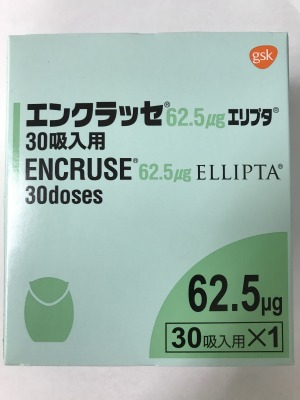 gsk
エンクラッセ® 62.5μg エリプタ®
30吸入用
ENCRUSE® 62.5μg ELLIPTA®
30doses
62.5μg
30吸入用×1